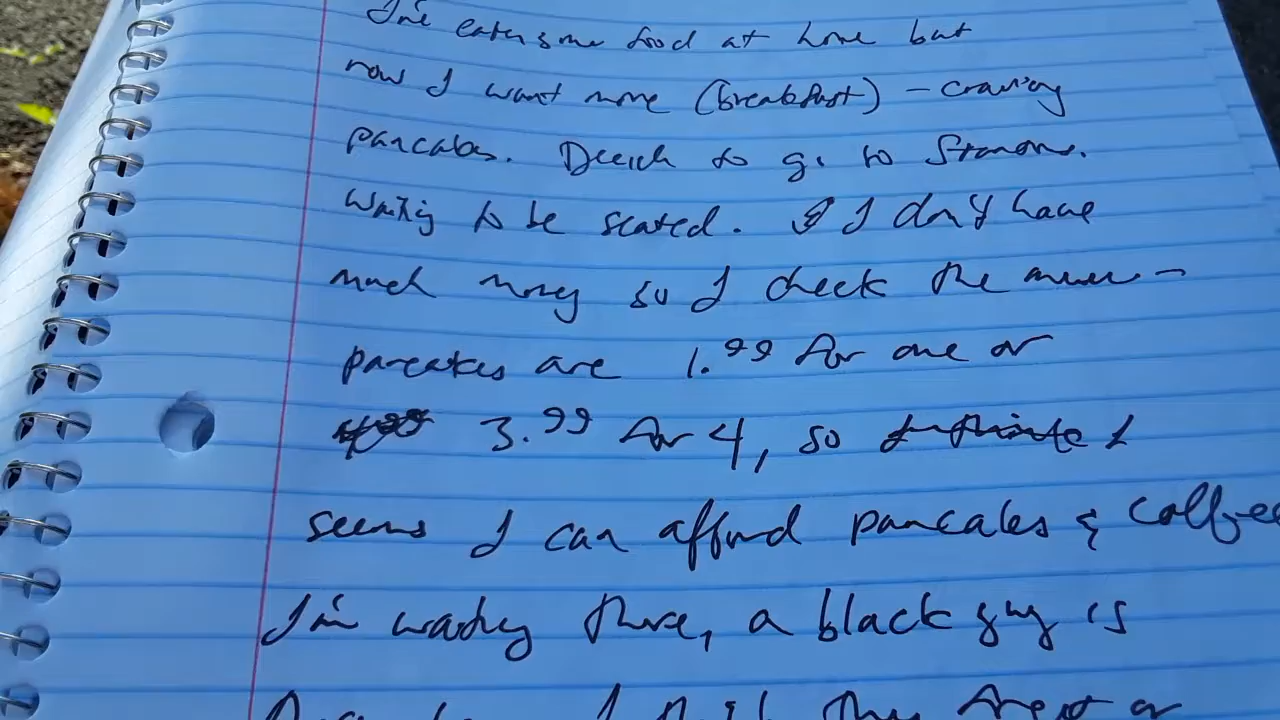 I've eaten some food at home but
now I want more (breakfast) – craving
pancakes. Decide to go to
Waiting to be seated. I don't have
much money so I check the menu –
pancakes are 1.99 for one or
3.99 for 4, so
seems I can afford pancakes & coffee
I'm waiting there, a black guy is
I think they